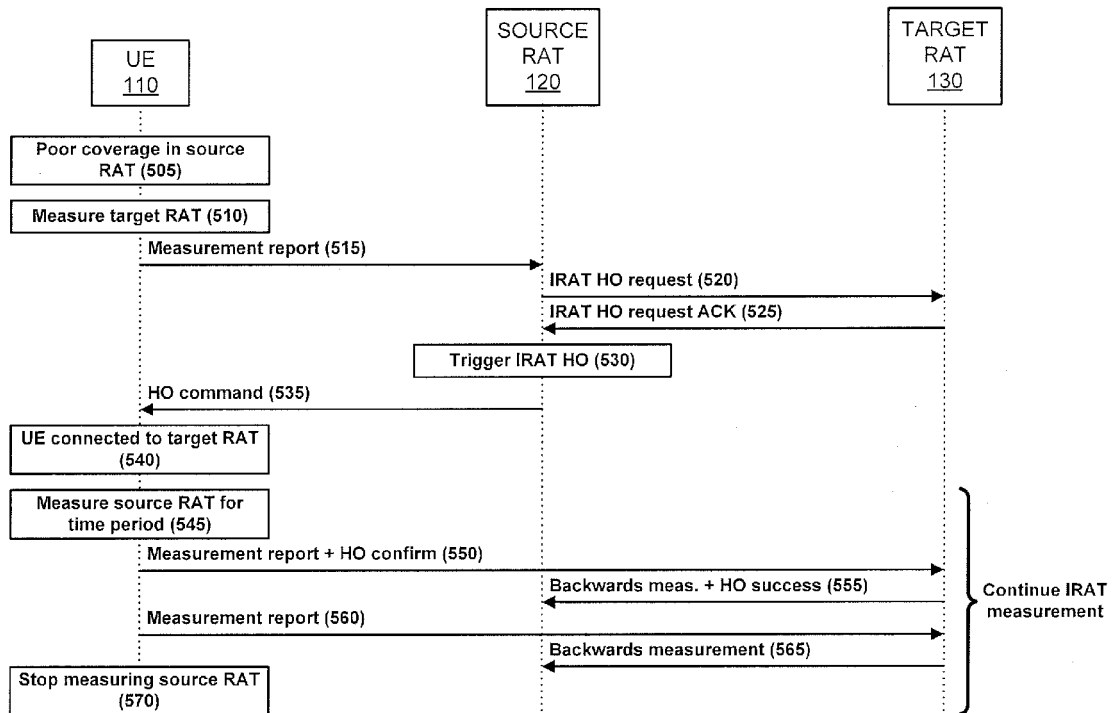 UE
110
SOURCE
RAT
120
TARGET
RAT
130
Poor coverage in source
RAT (505)
Measure target RAT (510)
Measurement report (515)
IRAT HO request (520)
IRAT HO request ACK (525)
Trigger IRAT HO (530)
HO command (535)
UE connected to target RAT
(540)
Measure source RAT for
time period (545)
Measurement report + HO confirm (550)
Backwards meas. + HO success (555)
Continue IRAT
measurement
Measurement report (560)
Backwards measurement (565)
Stop measuring source RAT
(570)